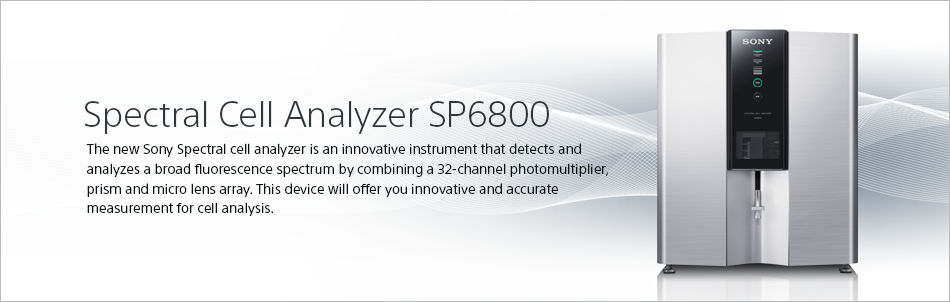 SONY
Spectral Cell Analyzer SP6800
The new Sony Spectral cell analyzer is an innovative instrument that detects and
analyzes a broad fluorescence spectrum by combining a 32-channel photomultiplier,
prism and micro lens array. This device will offer you innovative and accurate
measurement for cell analysis.